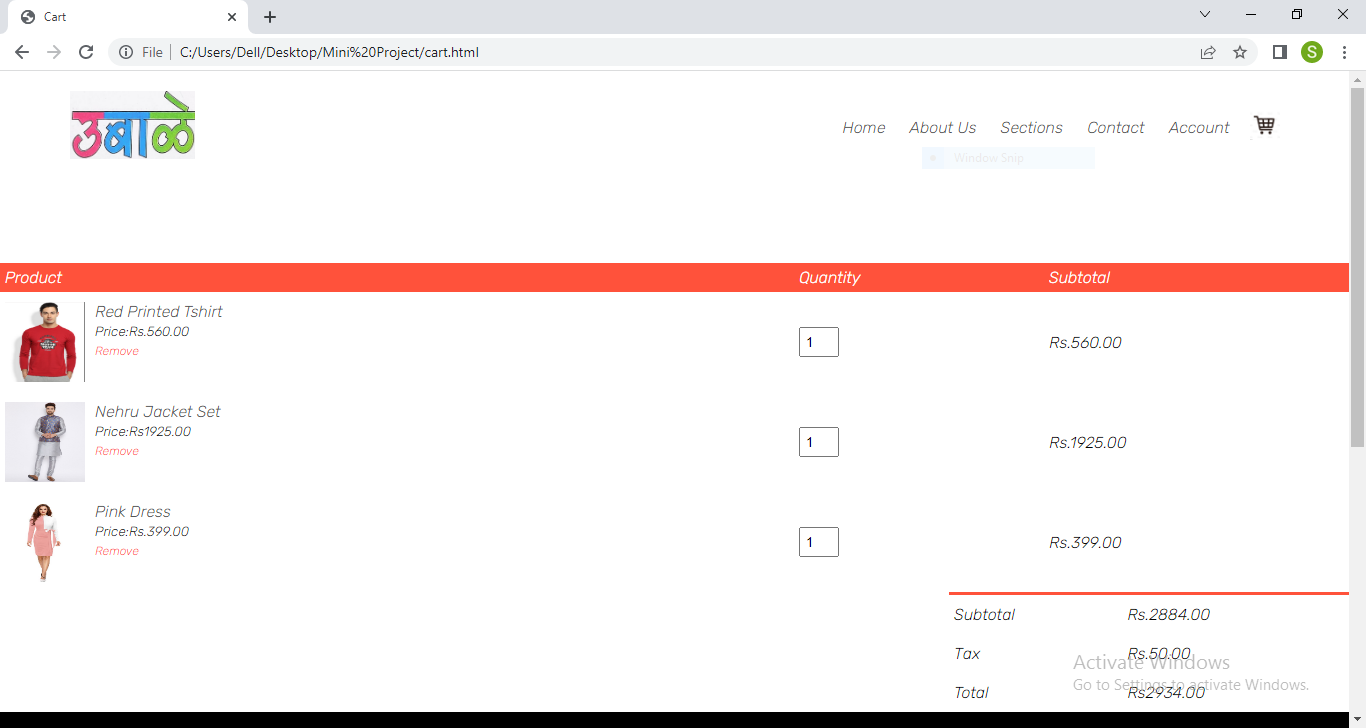 Cart
File C:/Users/Dell/Desktop/Mini%20Project/cart.html
S
उबाळे
Home About Us Sections Contact Account
Window Snip
Product Quantity Subtotal
Red Printed Tshirt
Price:Rs.560.00
Remove
1 Rs.560.00
Nehru Jacket Set
Price:Rs1925.00
Remove
1 Rs.1925.00
Pink Dress
Price:Rs.399.00
Remove
1 Rs.399.00
Subtotal Rs.2884.00
Tax Rs.50.00
Total Rs2934.00
Activate Windows
Go to Settings to activate Windows.